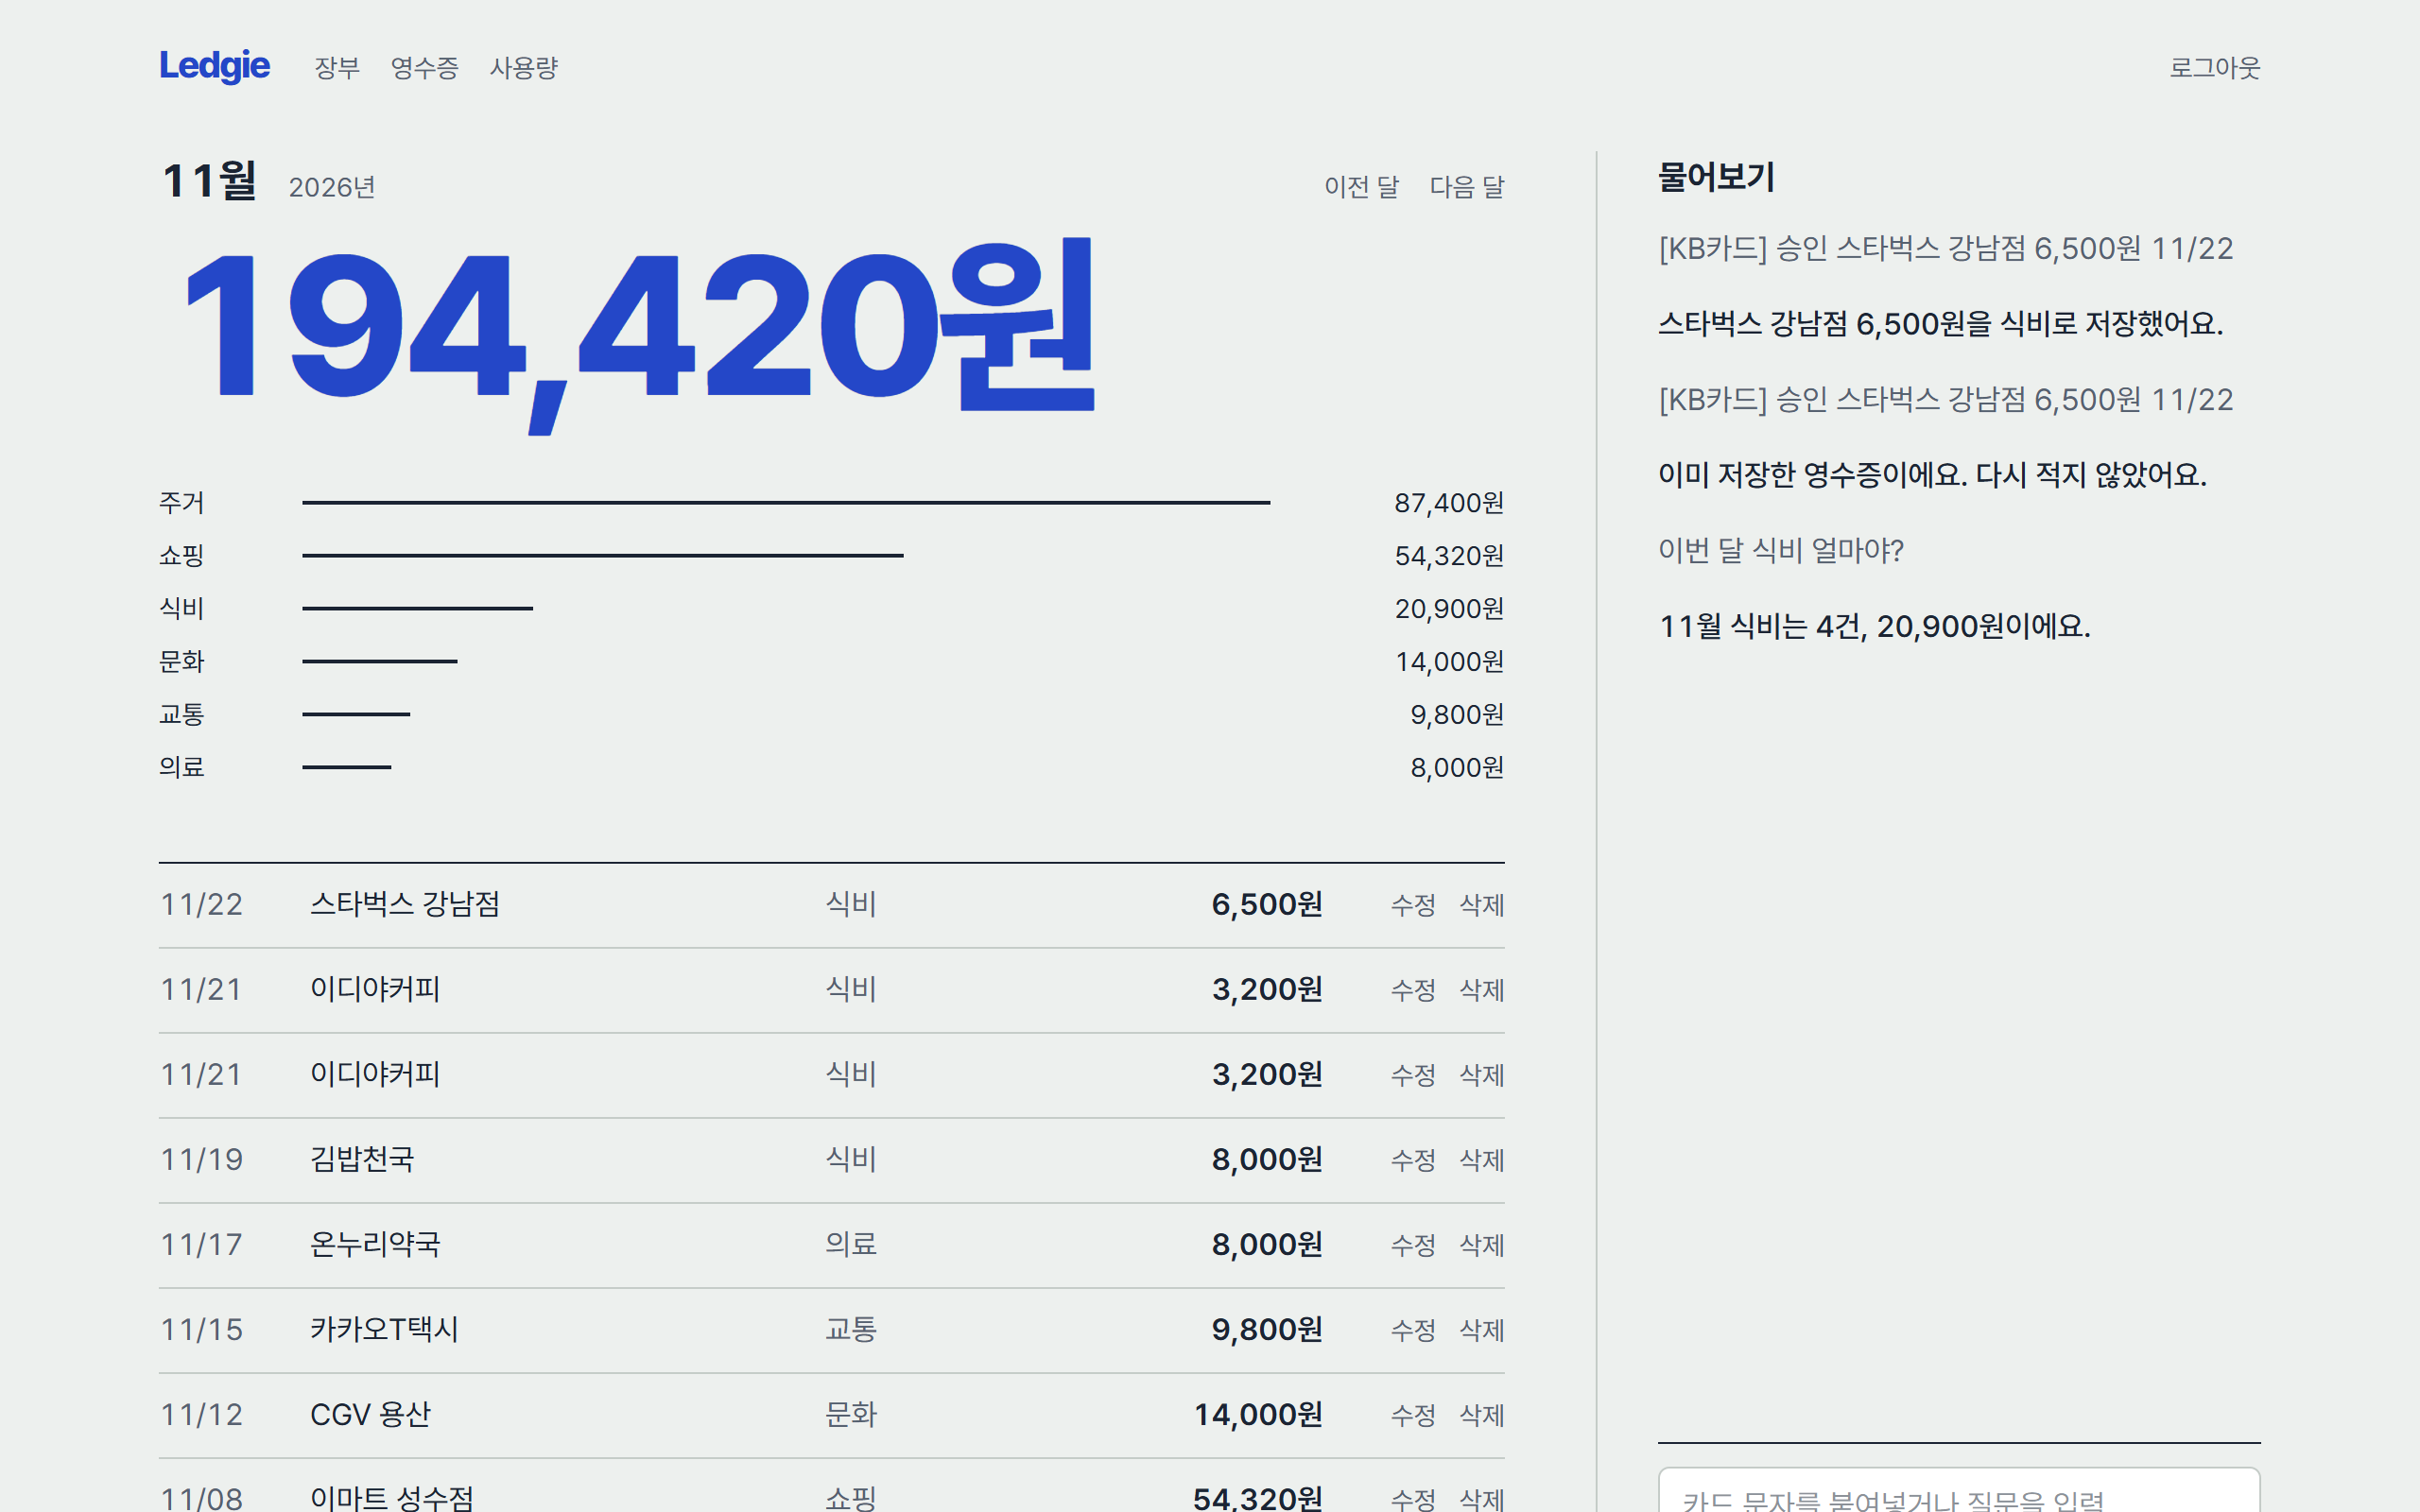 Ledgie 장부 영수증 사용량 로그아웃
11월 2026년 이전 달 다음 달
194,420원
주거 87,400원
쇼핑 54,320원
식비 20,900원
문화 14,000원
교통 9,800원
의료 8,000원
11/22 스타벅스 강남점 식비 6,500원 수정 삭제
11/21 이디야커피 식비 3,200원 수정 삭제
11/21 이디야커피 식비 3,200원 수정 삭제
11/19 김밥천국 식비 8,000원 수정 삭제
11/17 온누리약국 의료 8,000원 수정 삭제
11/15 카카오T택시 교통 9,800원 수정 삭제
11/12 CGV 용산 문화 14,000원 수정 삭제
11/08 이마트 성수점 쇼핑 54,320원 수정 삭제
물어보기
[KB카드] 승인 스타벅스 강남점 6,500원 11/22
스타벅스 강남점 6,500원을 식비로 저장했어요.
[KB카드] 승인 스타벅스 강남점 6,500원 11/22
이미 저장한 영수증이에요. 다시 적지 않았어요.
이번 달 식비 얼마야?
11월 식비는 4건, 20,900원이에요.
카드 문자를 붙여넣거나 질문을 입력